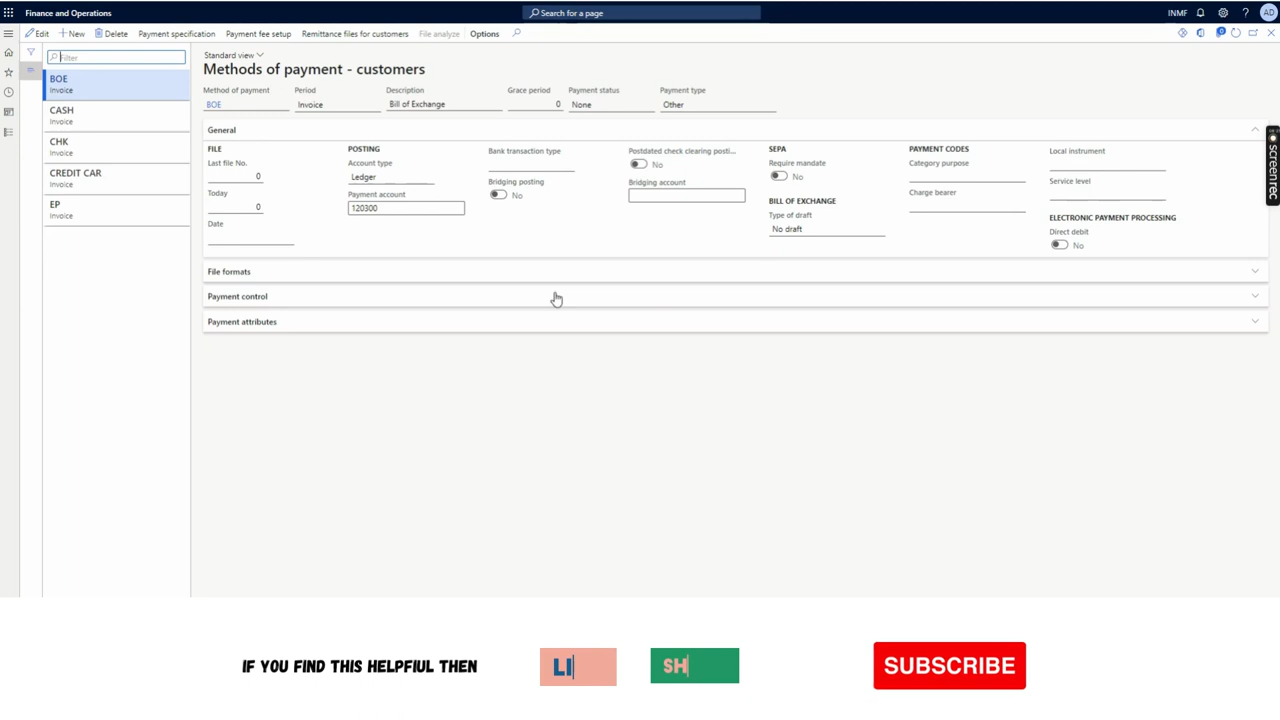 Finance and Operations
Search for a page
INMF
AD
Edit
New
Delete
Payment specification
Payment fee setup
Remittance files for customers
File analyze
Options
Filter
BOE
Invoice
CASH
Invoice
CHK
Invoice
CREDIT CAR
Invoice
EP
Invoice
Standard view
Methods of payment - customers
Method of payment
BOE
Period
Invoice
Description
Bill of Exchange
Grace period
0
Payment status
None
Payment type
Other
General
FILE
Last file No.
0
Today
0
Date
POSTING
Account type
Ledger
Payment account
120300
Bank transaction type
Bridging posting
No
Postdated check clearing posti...
No
Bridging account
SEPA
Require mandate
No
BILL OF EXCHANGE
Type of draft
No draft
PAYMENT CODES
Category purpose
Charge bearer
Local instrument
Service level
ELECTRONIC PAYMENT PROCESSING
Direct debit
No
File formats
Payment control
Payment attributes
screenrec
IF YOU FIND THIS HELPFIUL THEN
LI
SH
SUBSCRIBE